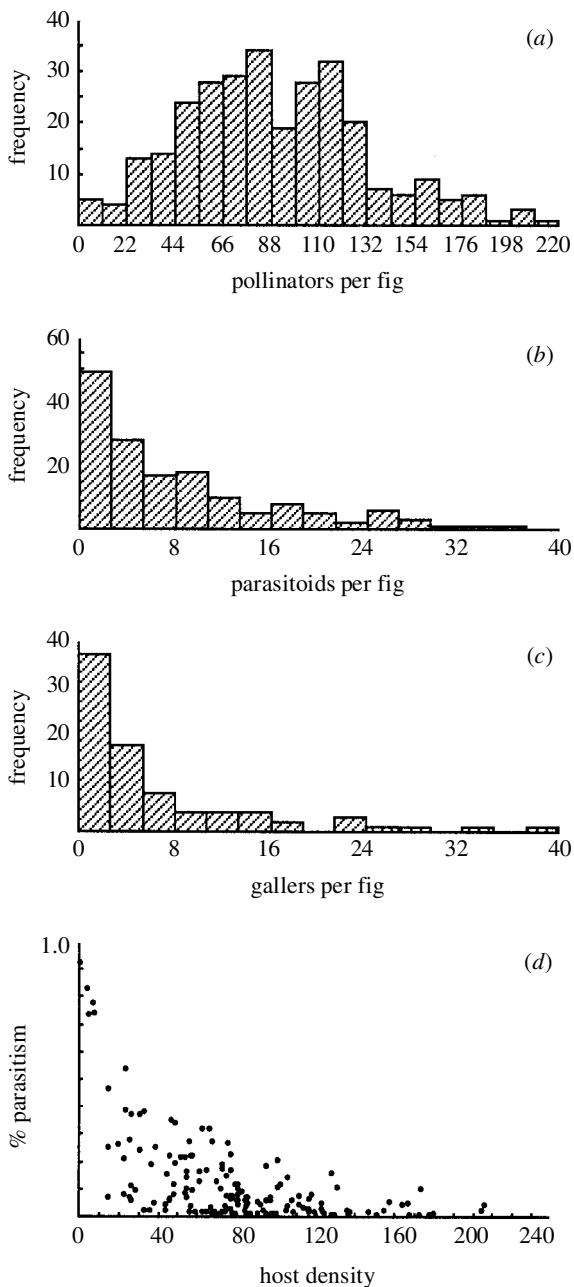 40
(a)
30
frequency
20
10
0 22 44 66 88 110 132 154 176 198 220
pollinators per fig
60
(b)
40
frequency
20
0 8 16 24 32 40
parasitoids per fig
40
(c)
30
frequency
20
10
0 8 16 24 32 40
gallers per fig
1.0
(d)
% parasitism
0 40 80 120 160 200 240
host density